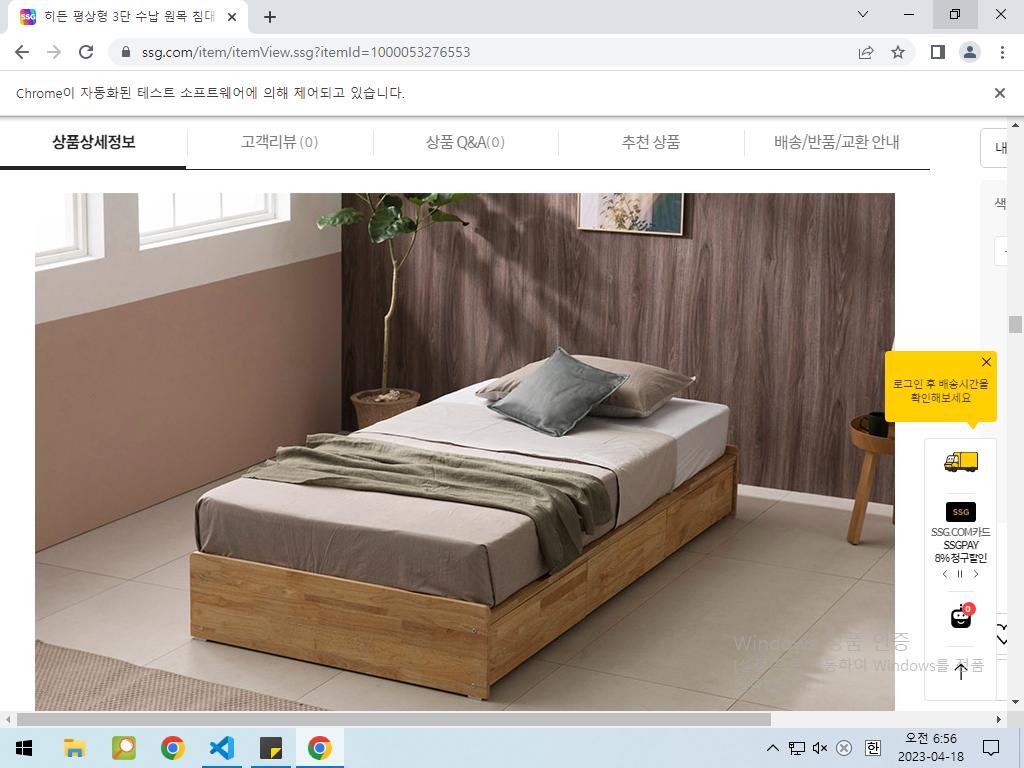 히든 평상형 3단 수납 원목 침대
ssg.com/item/itemView.ssg?itemId=1000053276553
Chrome이 자동화된 테스트 소프트웨어에 의해 제어되고 있습니다.
상품상세정보
고객리뷰 (0)
상품 Q&A(0)
추천 상품
배송/반품/교환 안내
내
색
로그인 후 배송시간을
확인해보세요
SSG
SSG.COM카드
SSGPAY
8% 청구할인
0
Windows 정품 인증
Windows를 정품
한
오전 6:56
2023-04-18